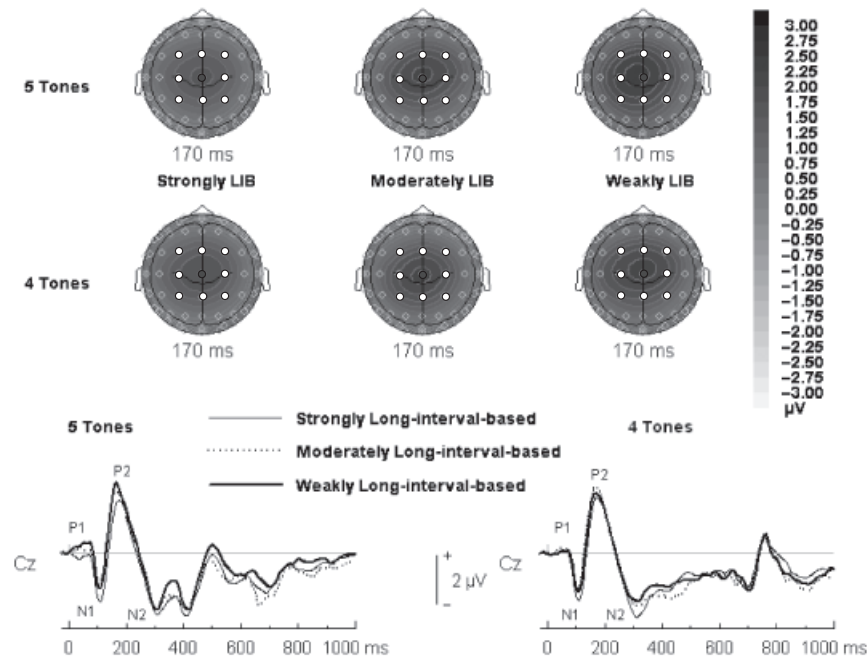 5 Tones
170 ms 170 ms 170 ms
Strongly LIB Moderately LIB Weakly LIB
4 Tones
170 ms 170 ms 170 ms
3.00
2.75
2.50
2.25
2.00
1.75
1.50
1.25
1.00
0.75
0.50
0.25
0.00
−0.25
−0.50
−0.75
−1.00
−1.25
−1.50
−1.75
−2.00
−2.25
−2.50
−2.75
−3.00
µV
5 Tones
Strongly Long-interval-based
Moderately Long-interval-based
Weakly Long-interval-based
4 Tones
P2
P1
Cz
N1
N2
0 200 400 600 800 1000 ms
+
2 µV
−
P2
P1
Cz
N1
N2
0 200 400 600 800 1000 ms